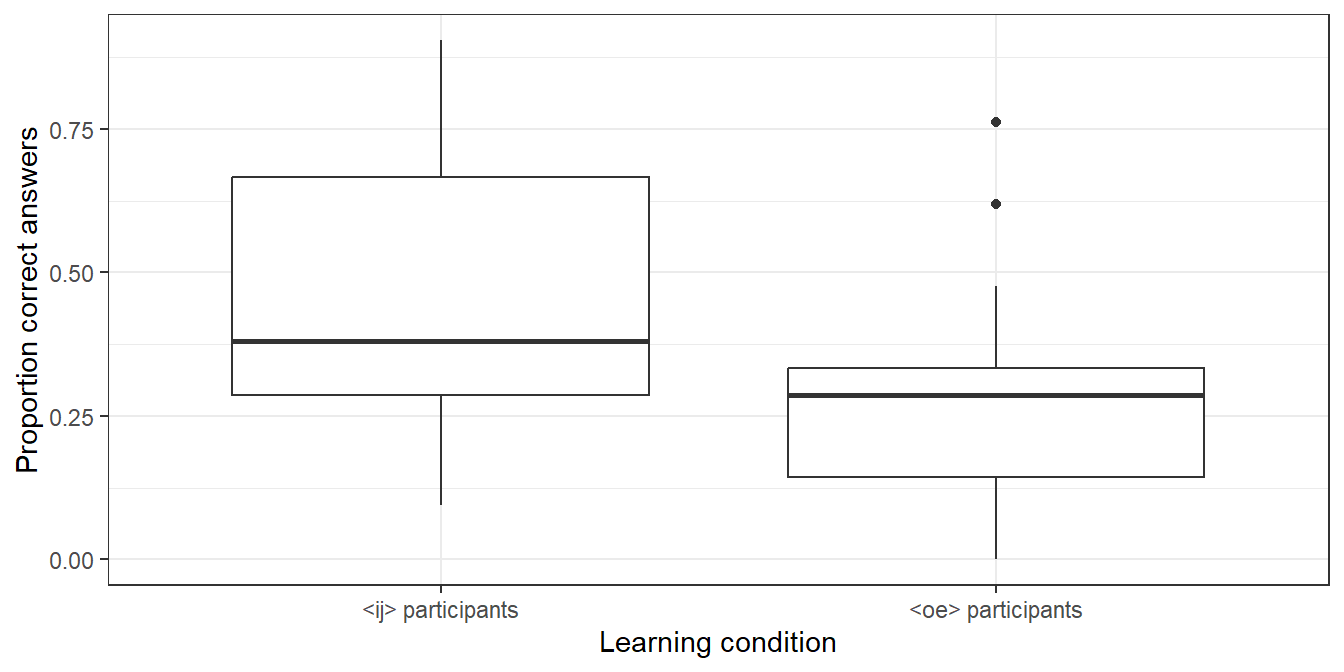 Proportion correct answers
0.75
0.50
0.25
0.00
<ij> participants
<oe> participants
Learning condition